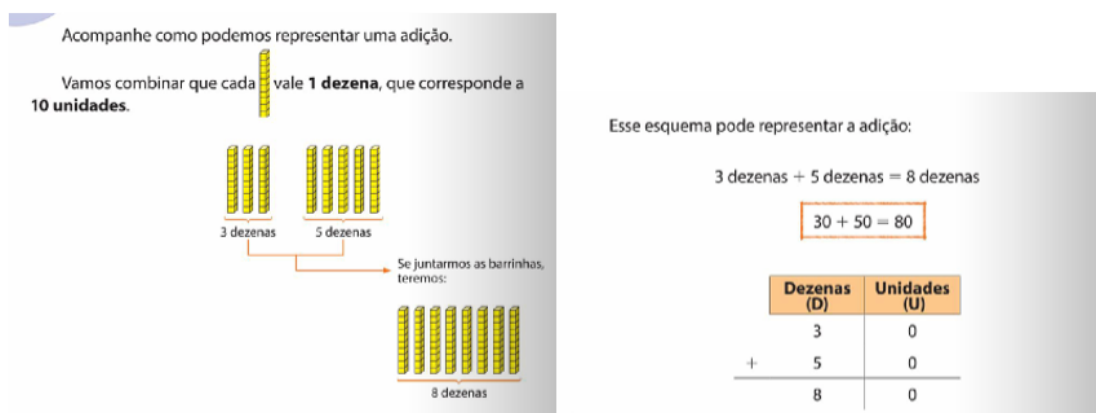 Acompanhe como podemos representar uma adição.
Vamos combinar que cada vale 1 dezena, que corresponde a
10 unidades.
3 dezenas 5 dezenas
Se juntarmos as barrinhas,
teremos:
8 dezenas
Esse esquema pode representar a adição:
3 dezenas + 5 dezenas = 8 dezenas
30 + 50 = 80
Dezenas Unidades
(D) (U)
3 0
+ 5 0
8 0